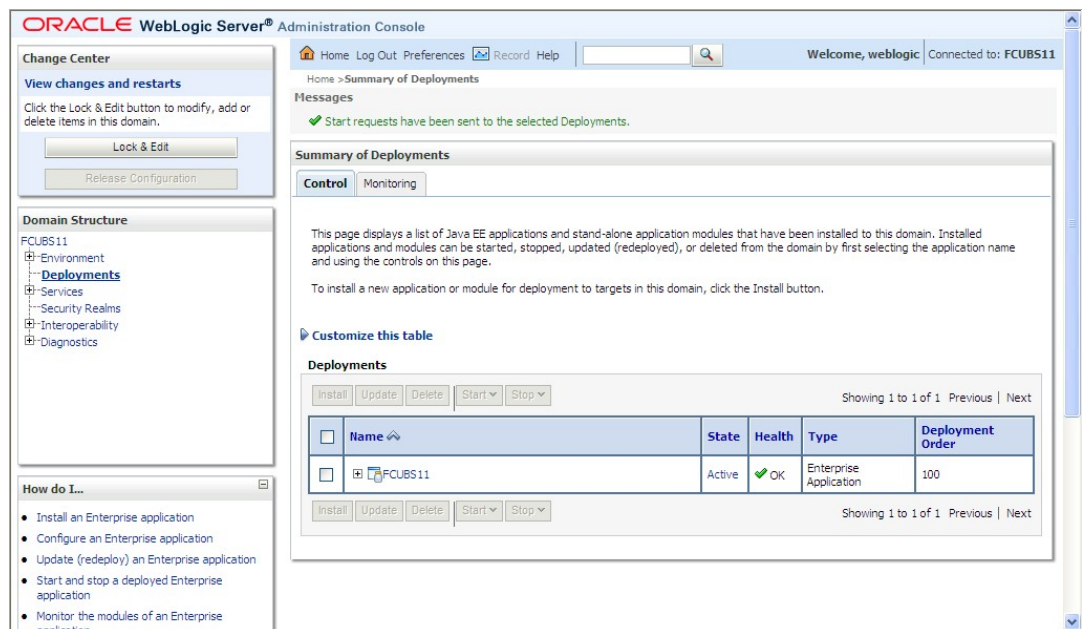 ORACLE WebLogic Server® Administration Console
Change Center
View changes and restarts
Click the Lock & Edit button to modify, add or
delete items in this domain.
Lock & Edit
Release Configuration
Domain Structure
FCUBS11
Environment
Deployments
Services
Security Realms
Interoperability
Diagnostics
How do I...
Install an Enterprise application
Configure an Enterprise application
Update (redeploy) an Enterprise application
Start and stop a deployed Enterprise
application
Monitor the modules of an Enterprise
application
Home Log Out Preferences Record Help
Welcome, weblogic Connected to: FCUBS11
Home >Summary of Deployments
Messages
Start requests have been sent to the selected Deployments.
Summary of Deployments
Control Monitoring
This page displays a list of Java EE applications and stand-alone application modules that have been installed to this domain. Installed
applications and modules can be started, stopped, updated (redeployed), or deleted from the domain by first selecting the application name
and using the controls on this page.
To install a new application or module for deployment to targets in this domain, click the Install button.
Customize this table
Deployments
Install Update Delete Start Stop Showing 1 to 1 of 1 Previous | Next
Name State Health Type Deployment
Order
FCUBS11 Active OK Enterprise
Application 100
Install Update Delete Start Stop Showing 1 to 1 of 1 Previous | Next